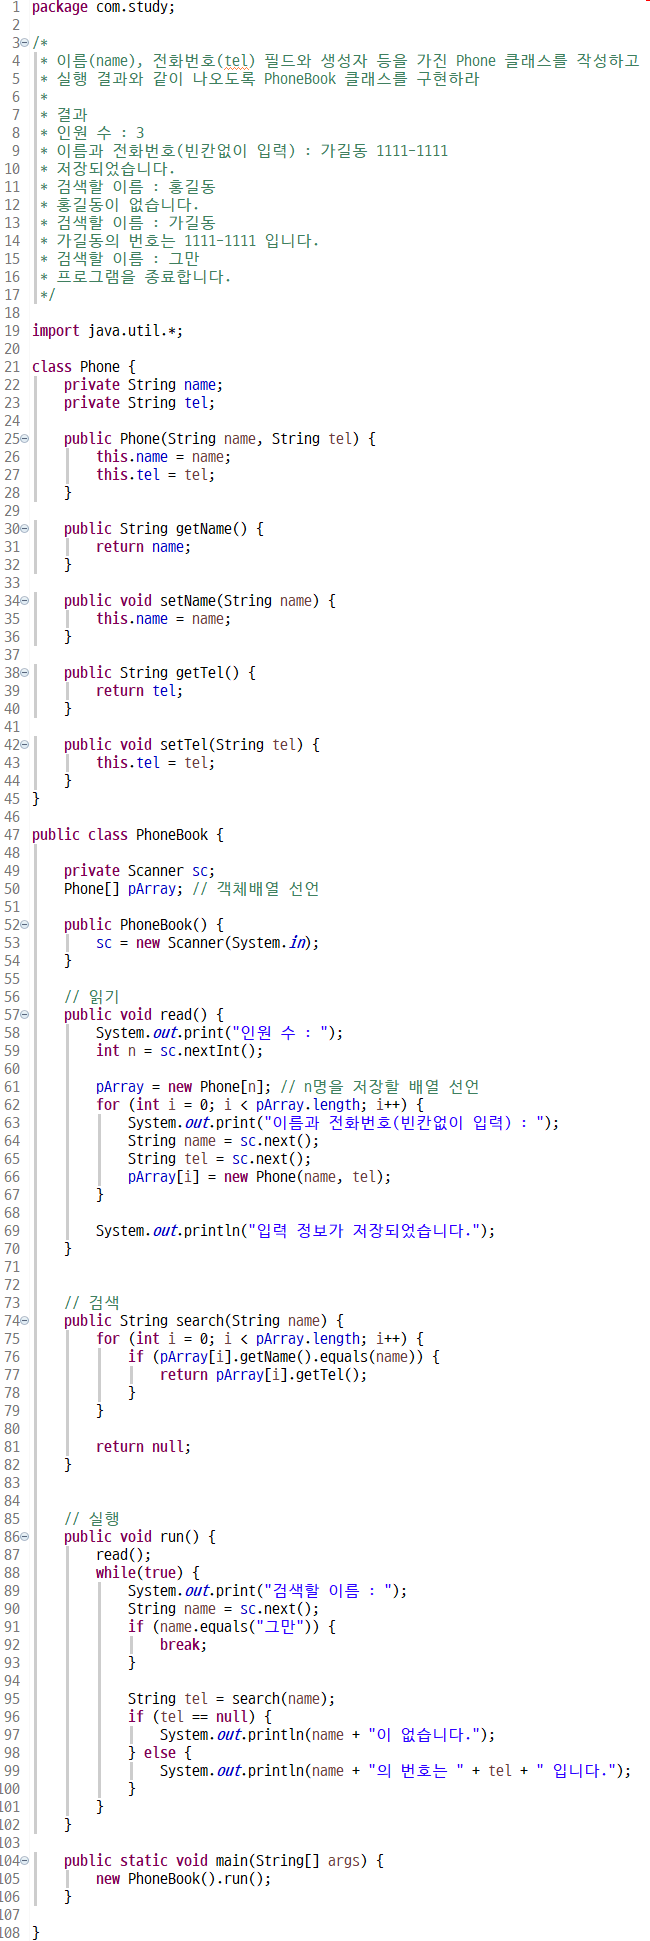 1 package com.study;
2
3 /*
4  * 이름(name), 전화번호(tel) 필드와 생성자 등을 가진 Phone 클래스를 작성하고
5  * 실행 결과와 같이 나오도록 PhoneBook 클래스를 구현하라
6  *
7  * 결과
8  * 인원 수 : 3
9  * 이름과 전화번호(빈칸없이 입력) : 가길동 1111-1111
10  * 저장되었습니다.
11  * 검색할 이름 : 홍길동
12  * 홍길동이 없습니다.
13  * 검색할 이름 : 가길동
14  * 가길동의 번호는 1111-1111 입니다.
15  * 검색할 이름 : 그만
16  * 프로그램을 종료합니다.
17  */
18
19 import java.util.*;
20
21 class Phone {
22     private String name;
23     private String tel;
24
25     public Phone(String name, String tel) {
26         this.name = name;
27         this.tel = tel;
28     }
29
30     public String getName() {
31         return name;
32     }
33
34     public void setName(String name) {
35         this.name = name;
36     }
37
38     public String getTel() {
39         return tel;
40     }
41
42     public void setTel(String tel) {
43         this.tel = tel;
44     }
45 }
46
47 public class PhoneBook {
48
49     private Scanner sc;
50     Phone[] pArray; // 객체배열 선언
51
52     public PhoneBook() {
53         sc = new Scanner(System.in);
54     }
55
56     // 읽기
57     public void read() {
58         System.out.print("인원 수 : ");
59         int n = sc.nextInt();
60
61         pArray = new Phone[n]; // n명을 저장할 배열 선언
62         for (int i = 0; i < pArray.length; i++) {
63             System.out.print("이름과 전화번호(빈칸없이 입력) : ");
64             String name = sc.next();
65             String tel = sc.next();
66             pArray[i] = new Phone(name, tel);
67         }
68
69         System.out.println("입력 정보가 저장되었습니다.");
70     }
71
72
73     // 검색
74     public String search(String name) {
75         for (int i = 0; i < pArray.length; i++) {
76             if (pArray[i].getName().equals(name)) {
77                 return pArray[i].getTel();
78             }
79         }
80
81         return null;
82     }
83
84
85     // 실행
86     public void run() {
87         read();
88         while(true) {
89             System.out.print("검색할 이름 : ");
90             String name = sc.next();
91             if (name.equals("그만")) {
92                 break;
93             }
94
95             String tel = search(name);
96             if (tel == null) {
97                 System.out.println(name + "이 없습니다.");
98             } else {
99                 System.out.println(name + "의 번호는 " + tel + " 입니다.");
100             }
101         }
102     }
103
104     public static void main(String[] args) {
105         new PhoneBook().run();
106     }
107
108 }